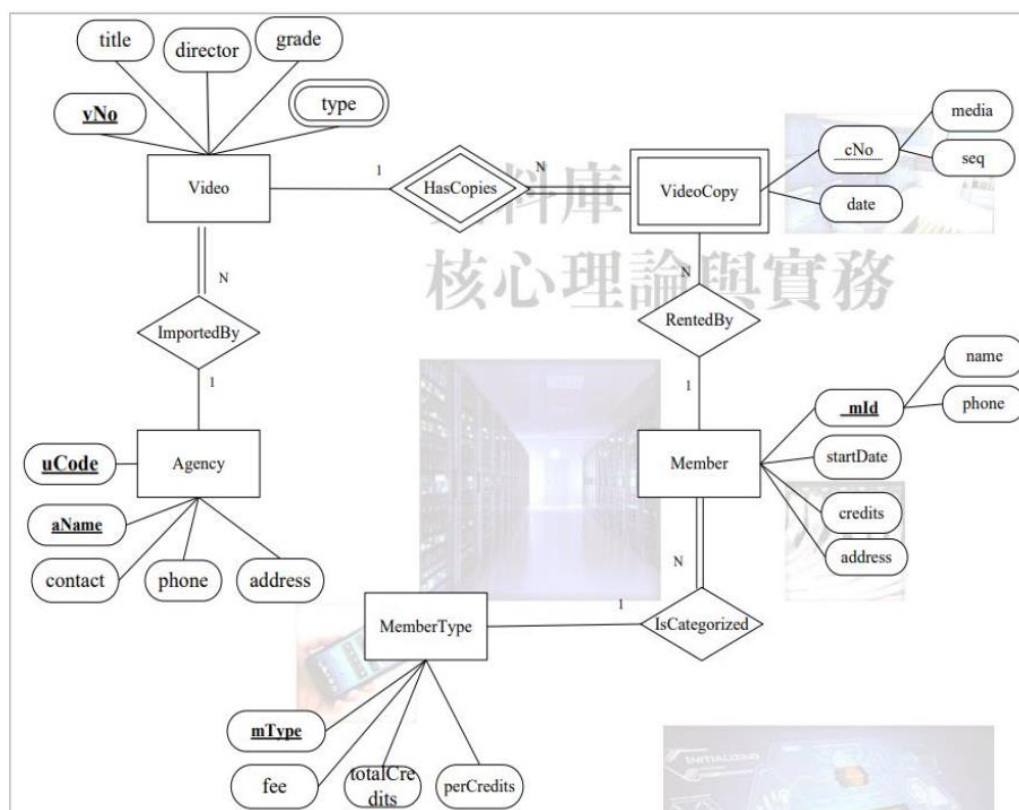 title
director
grade
vNo
type
media
cNo
seq
date
Video
1
HasCopies
N
VideoCopy
料庫
核心理論與實務
N
N
ImportedBy
RentedBy
1
1
name
mId
phone
uCode
Agency
Member
startDate
aName
credits
contact
phone
address
address
N
MemberType
1
IsCategorized
mType
fee
totalCre
dits
perCredits
INITIALIZING